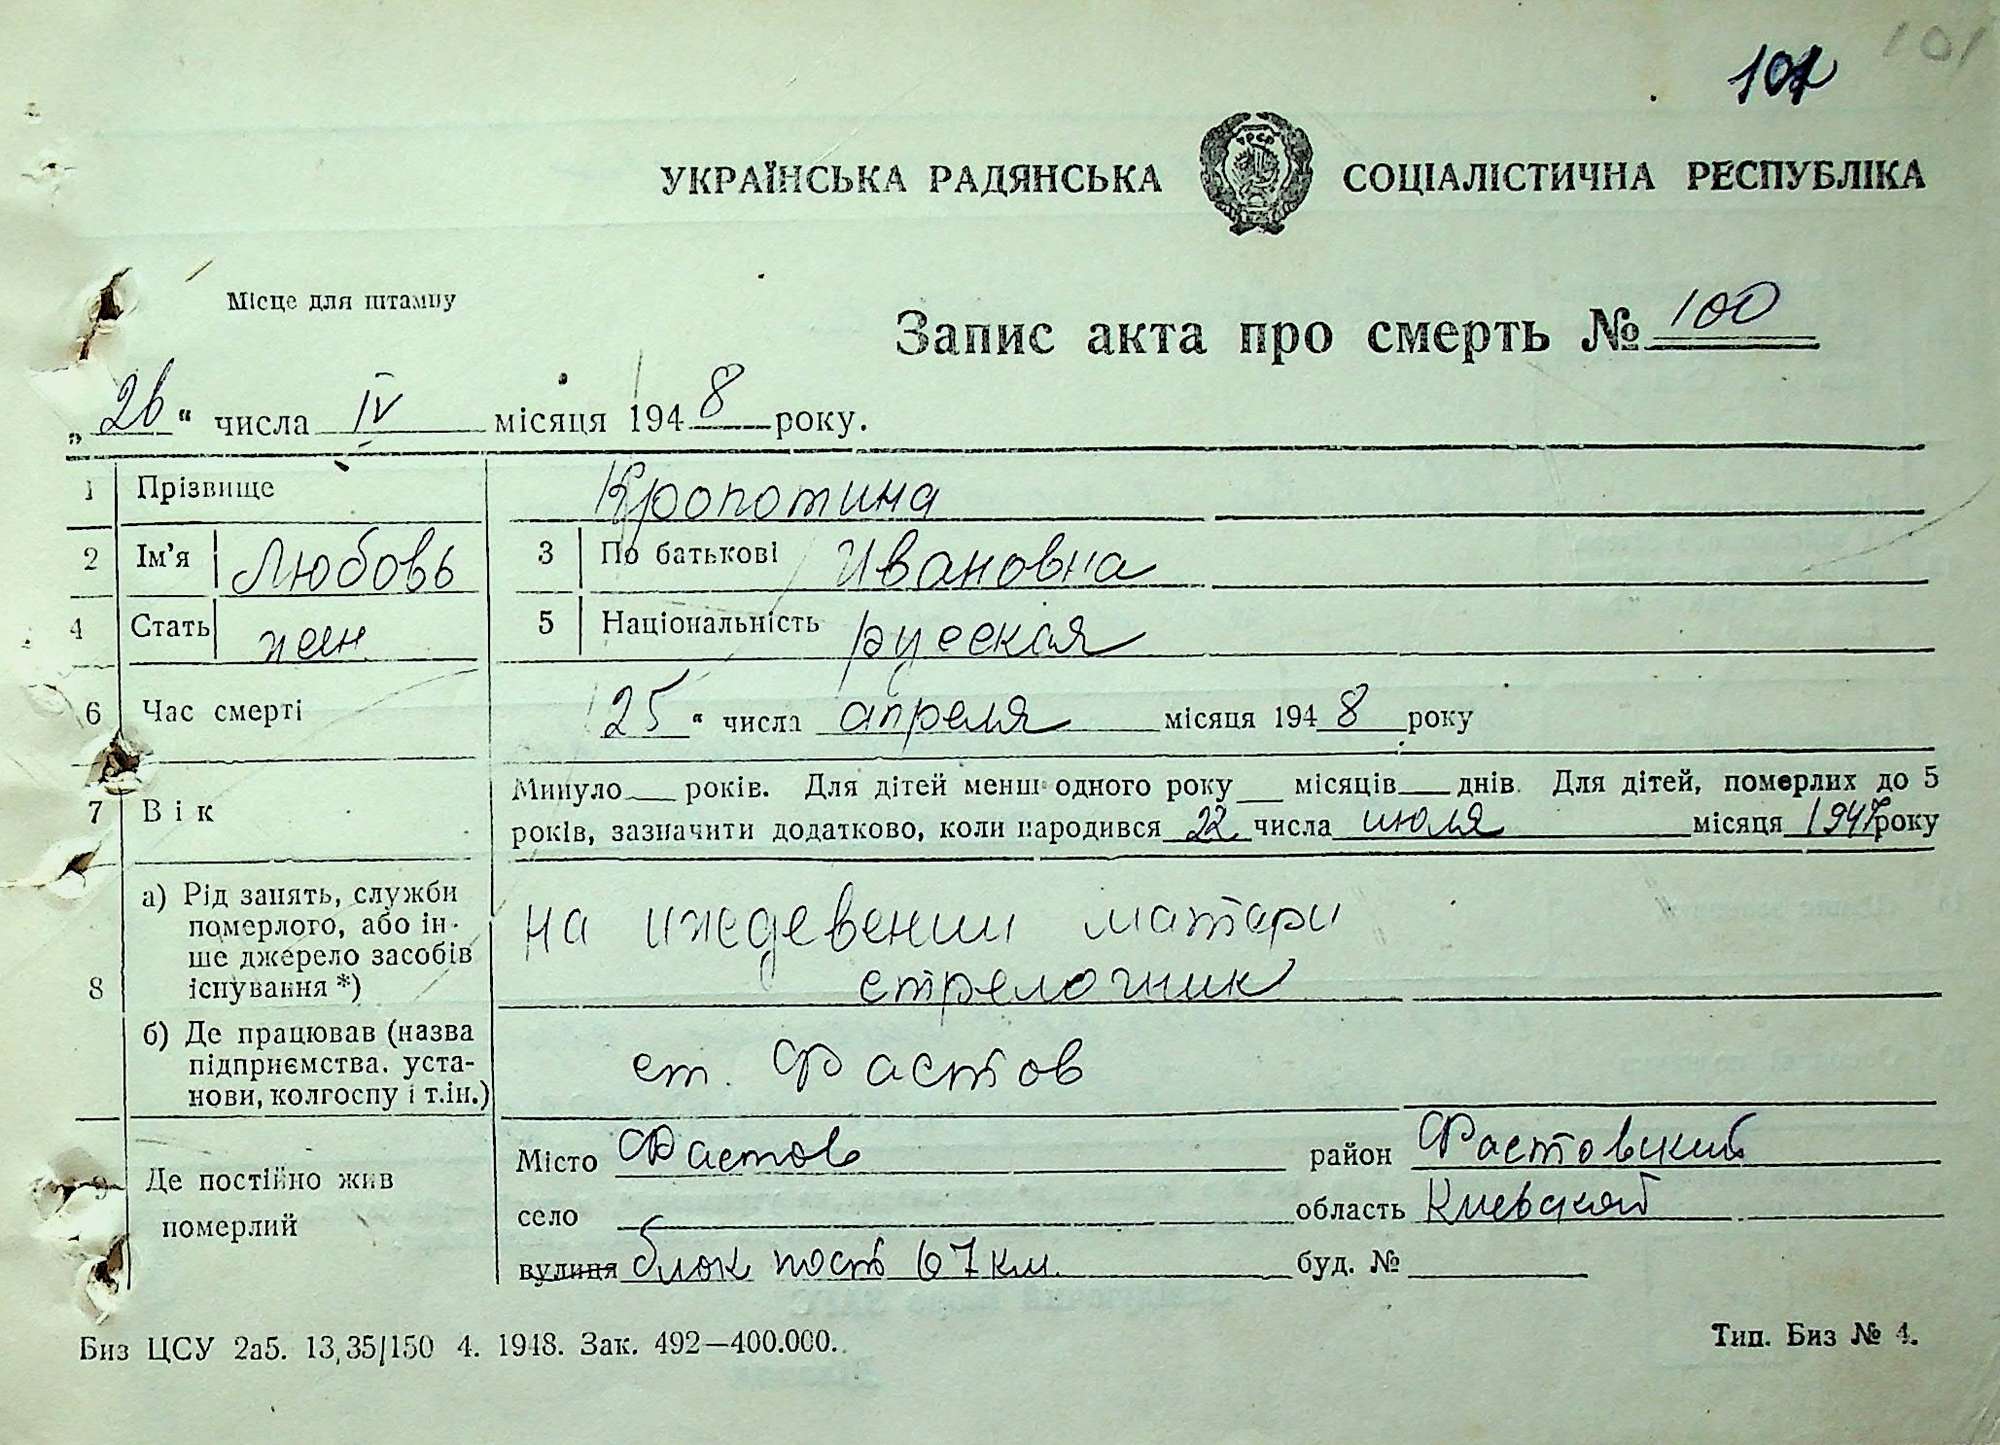 101
107
УКРАЇНСЬКА РАДЯНСЬКА СОЦІАЛІСТИЧНА РЕСПУБЛІКА
Місце для штампу
Запис акта про смерть № 100
„26“ числа IV місяця 1948 року.
1 Прізвище Кропотина
2 Ім'я Любовь 3 По батькові Ивановна
4 Стать жен 5 Національність русская
6 Час смерті 25 “ числа апреля місяця 1948 року
7 Вік Минуло року років. Для дітей менш одного року місяців днів. Для дітей, померлих до 5
років, зазначити додатково, коли народився 22 числа июля місяця 1947 року
8 а) Рід занять, служби померлого, або інше джерело засобів існування *) на иждевении матери
стрелочник
б) Де працював (назва підприємства. установи, колгоспу і т.ін.) ст. Фастов
9 Де постійно жив померлий Місто Фастов район Фастовский
село область Киевской
вулиця блок пост 67 км. буд. №
Биз ЦСУ 2а5. 13,35/150 4. 1948. Зак. 492—400.000. Тип. Биз № 4.